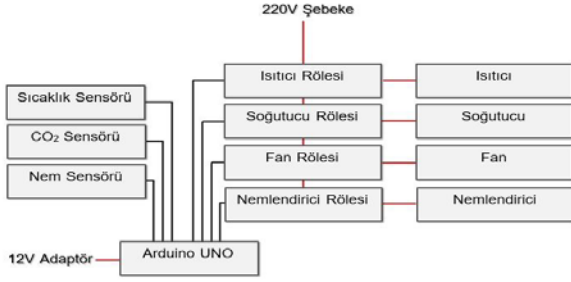 220V Şebeke
Isıtıcı Rölesi
Isıtıcı
Sıcaklık Sensörü
Soğutucu Rölesi
Soğutucu
CO₂ Sensörü
Fan Rölesi
Fan
Nem Sensörü
Nemlendirici Rölesi
Nemlendirici
12V Adaptör
Arduino UNO